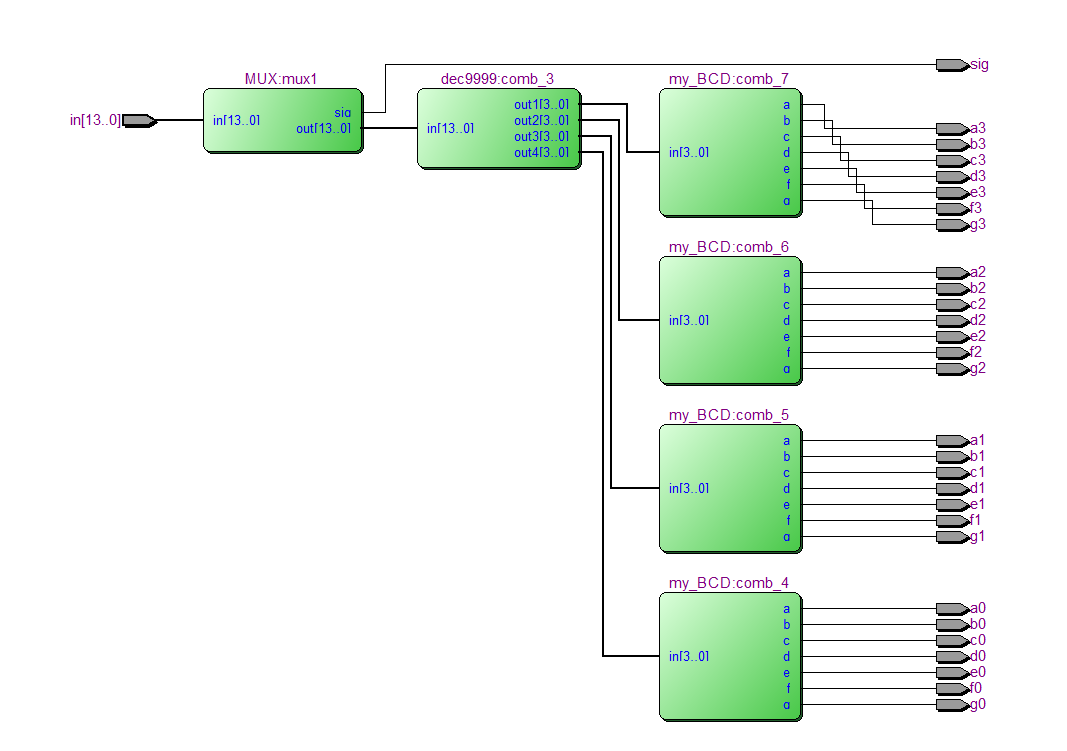 MUX:mux1
in[13..0]
in[13..0]
sig
out[13..0]
dec9999:comb_3
in[13..0]
out1[3..0]
out2[3..0]
out3[3..0]
out4[3..0]
sig
my_BCD:comb_7
in[3..0]
a
b
c
d
e
f
g
a3
b3
c3
d3
e3
f3
g3
my_BCD:comb_6
in[3..0]
a
b
c
d
e
f
g
a2
b2
c2
d2
e2
f2
g2
my_BCD:comb_5
in[3..0]
a
b
c
d
e
f
g
a1
b1
c1
d1
e1
f1
g1
my_BCD:comb_4
in[3..0]
a
b
c
d
e
f
g
a0
b0
c0
d0
e0
f0
g0